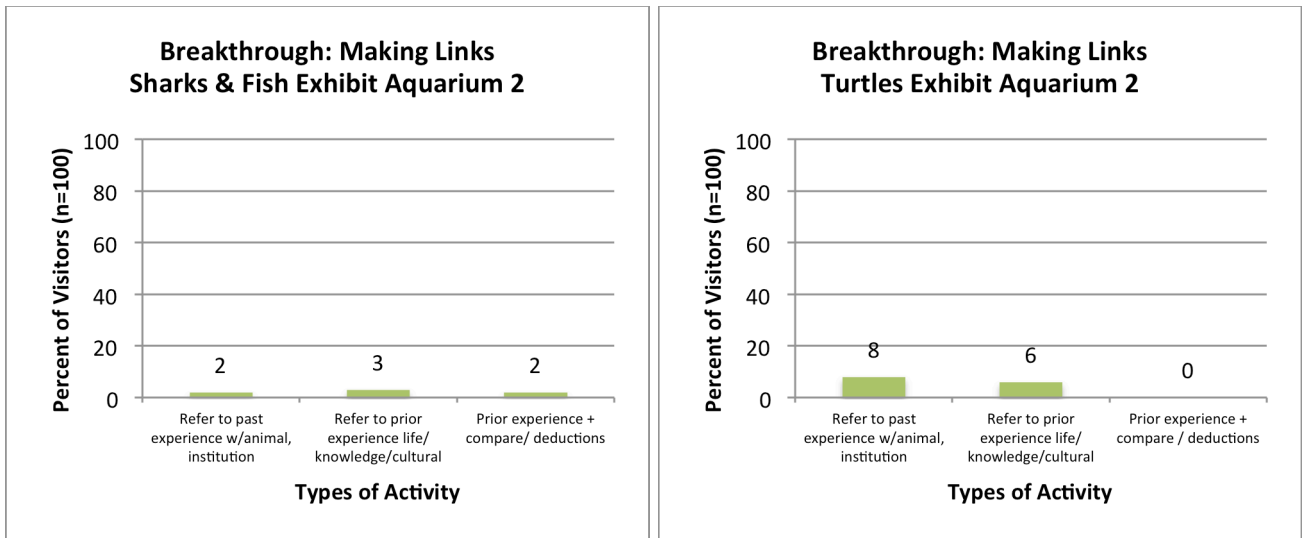 Breakthrough: Making Links
Sharks & Fish Exhibit Aquarium 2
Percent of Visitors (n=100)
100
80
60
40
20
0
2
3
2
Refer to past
experience w/animal,
institution
Refer to prior
experience life/
knowledge/cultural
Prior experience +
compare/ deductions
Types of Activity
Breakthrough: Making Links
Turtles Exhibit Aquarium 2
Percent of Visitors (n=100)
100
80
60
40
20
0
8
6
0
Refer to past
experience w/animal,
institution
Refer to prior
experience life/
knowledge/cultural
Prior experience +
compare / deductions
Types of Activity